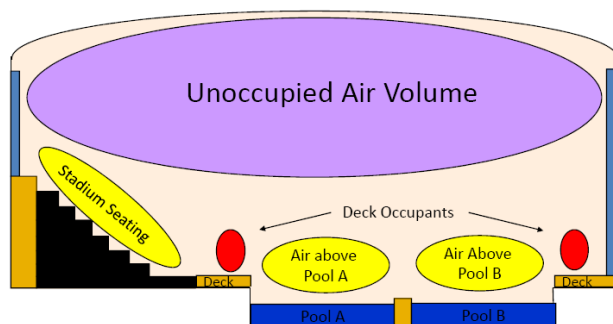 Unoccupied Air Volume
Stadium Seating
Deck Occupants
Air above
Pool A
Air Above
Pool B
Deck
Deck
Pool A
Pool B